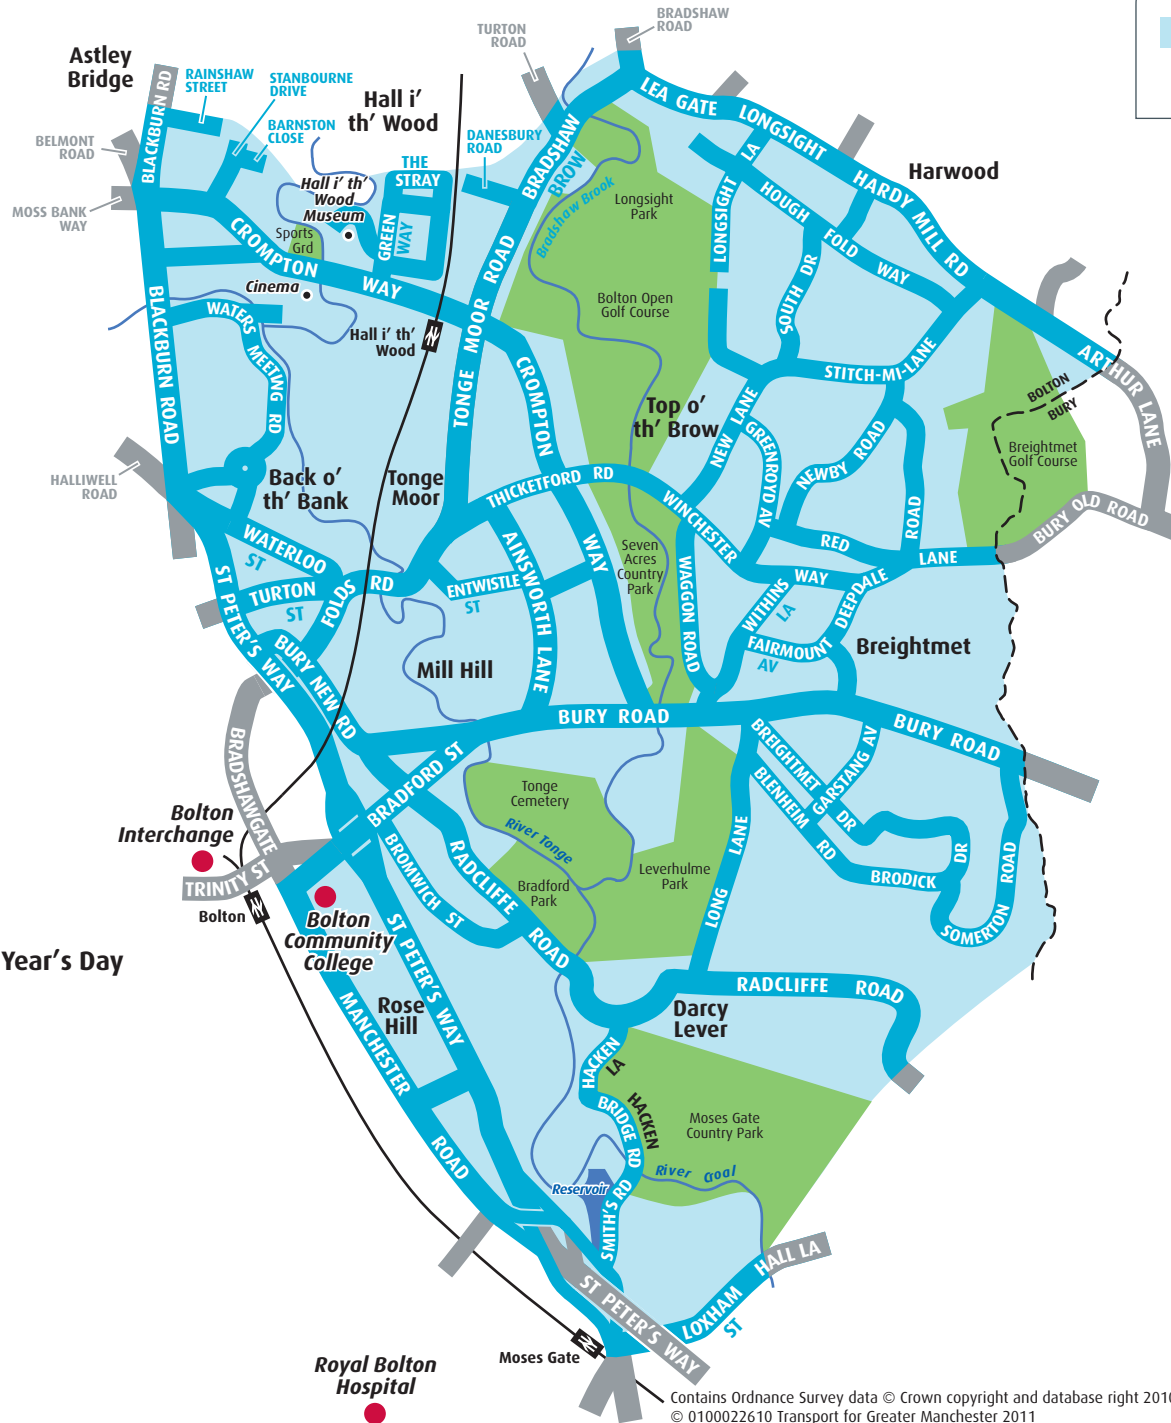 BRADSHAW
ROAD
TURTON
ROAD
Astley
Bridge
BLACKBURN RD
RAINSHAW
STREET
STANBOURNE
DRIVE
BARNSTON
CLOSE
Hall i’
th’ Wood
BELMONT
ROAD
MOSS BANK
WAY
Hall i’ th’
Wood
Museum
THE
STRAY
DANESBURY
ROAD
BRADSHAW
BROW
Bradshaw Brook
LEA GATE
LONGSIGHT
HARDY MILL RD
Harwood
LONGSIGHT
LA
Longsight
Park
HOUGH
FOLD
WAY
Sports
Grd
GREEN
WAY
CROMPTON
WAY
Cinema
Hall i’ th’
Wood
TONGE MOOR ROAD
Bolton Open
Golf Course
SOUTH DR
STITCH-MI-LANE
ARTHUR LANE
BOLTON
BURY
BLACKBURN ROAD
WATERS
MEETING RD
CROMPTON
WAY
Top o’
th’ Brow
NEW LANE
GREENROYD AV
NEWBY ROAD
Breightmet
Golf Course
HALLIWELL
ROAD
Back o’
th’ Bank
Tonge
Moor
THICKETFORD RD
WINCHESTER
WAY
ROAD
RED
LANE
BURY OLD ROAD
WATERLOO
ST
TURTON
ST
FOLDS
RD
ENTWISTLE
ST
AINSWORTH LANE
Seven
Acres
Country
Park
WAGGON ROAD
WITHINS
LA
DEEPDALE
FAIRMOUNT
AV
Breightmet
ST PETER’S WAY
BURY NEW RD
Mill Hill
BURY ROAD
BURY ROAD
BRADSHAWGATE
BRADFORD ST
BREIGHTMET
DR
GARSTANG AV
BLENHEIM
RD
Tonge
Cemetery
River Tonge
Bolton
Interchange
TRINITY ST
Bolton
BROMWICH
ST
RADCLIFFE
ROAD
Bradford
Park
Leverhulme
Park
LONG
LANE
BRODICK
DR
SOMERTON
ROAD
Bolton
Community
College
Year’s Day
ST PETER’S WAY
Rose
Hill
MANCHESTER
ROAD
Darcy
Lever
RADCLIFFE
ROAD
HACKEN
LA
HACKEN
BRIDGE RD
Moses Gate
Country Park
River Croal
Reservoir
SMITH’S RD
HALL LA
LOXHAM
ST
ST PETER’S WAY
Moses Gate
Royal Bolton
Hospital
Contains Ordnance Survey data © Crown copyright and database right 2010
© 0100022610 Transport for Greater Manchester 2011